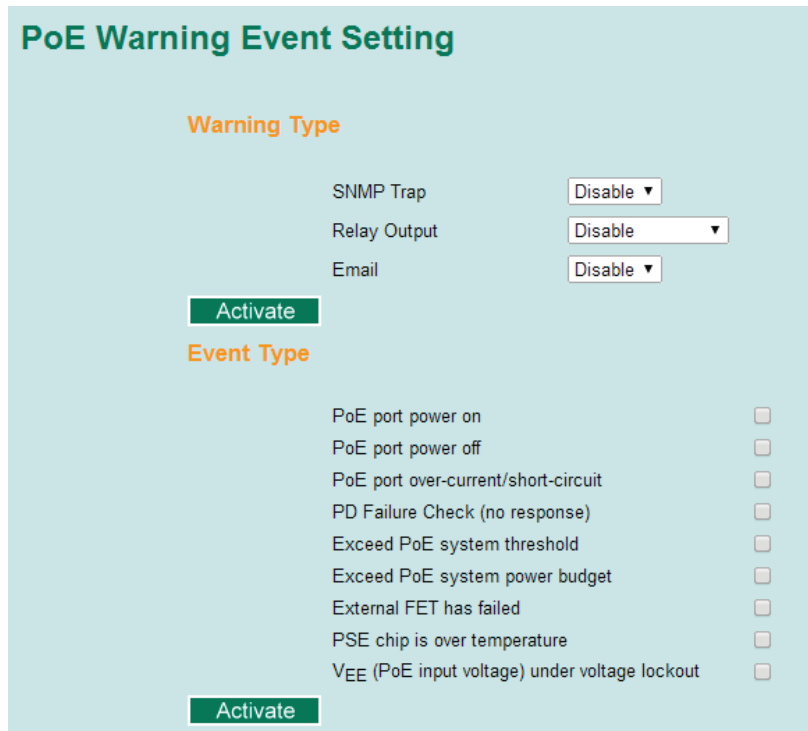 PoE Warning Event Setting
Warning Type
SNMP Trap Disable
Relay Output Disable
Email Disable
Activate
Event Type
PoE port power on
PoE port power off
PoE port over-current/short-circuit
PD Failure Check (no response)
Exceed PoE system threshold
Exceed PoE system power budget
External FET has failed
PSE chip is over temperature
VEE (PoE input voltage) under voltage lockout
Activate